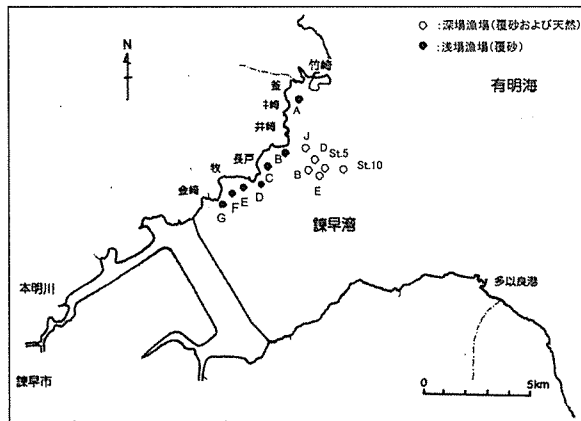 ○ :深場漁場(覆砂および天然)
● :浅場漁場(覆砂)
N
竹崎
有明海
釜
A
井崎
J
長戸
B
D
St.5
牧
C
B
St.10
金崎
E
D
E
F
G
諫早湾
本明川
多以良港
諫早市
0
5km